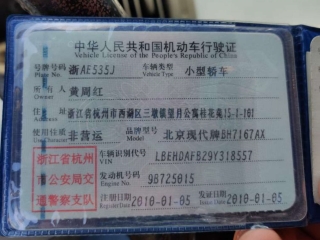 中华人民共和国机动车行驶证
Vehicle License of the People's Republic of China
号牌号码 浙AE535J 车辆类型 小型轿车
Plate No. Vehicle Type
所有人 黄周红
Owner
住址 浙江省杭州市西湖区三墩镇望月公寓桂花苑15-1-101
Address
使用性质 非营运 品牌型号 北京现代牌BH7167AX
车辆识别代号 LBEHDAFB29Y318557
VIN
浙江省杭州
市公安局交
通警察支队
发动机号码 9B725015
Engine No.
注册日期 2010-01-05 发证日期 2010-01-05
Register Date Issue Date